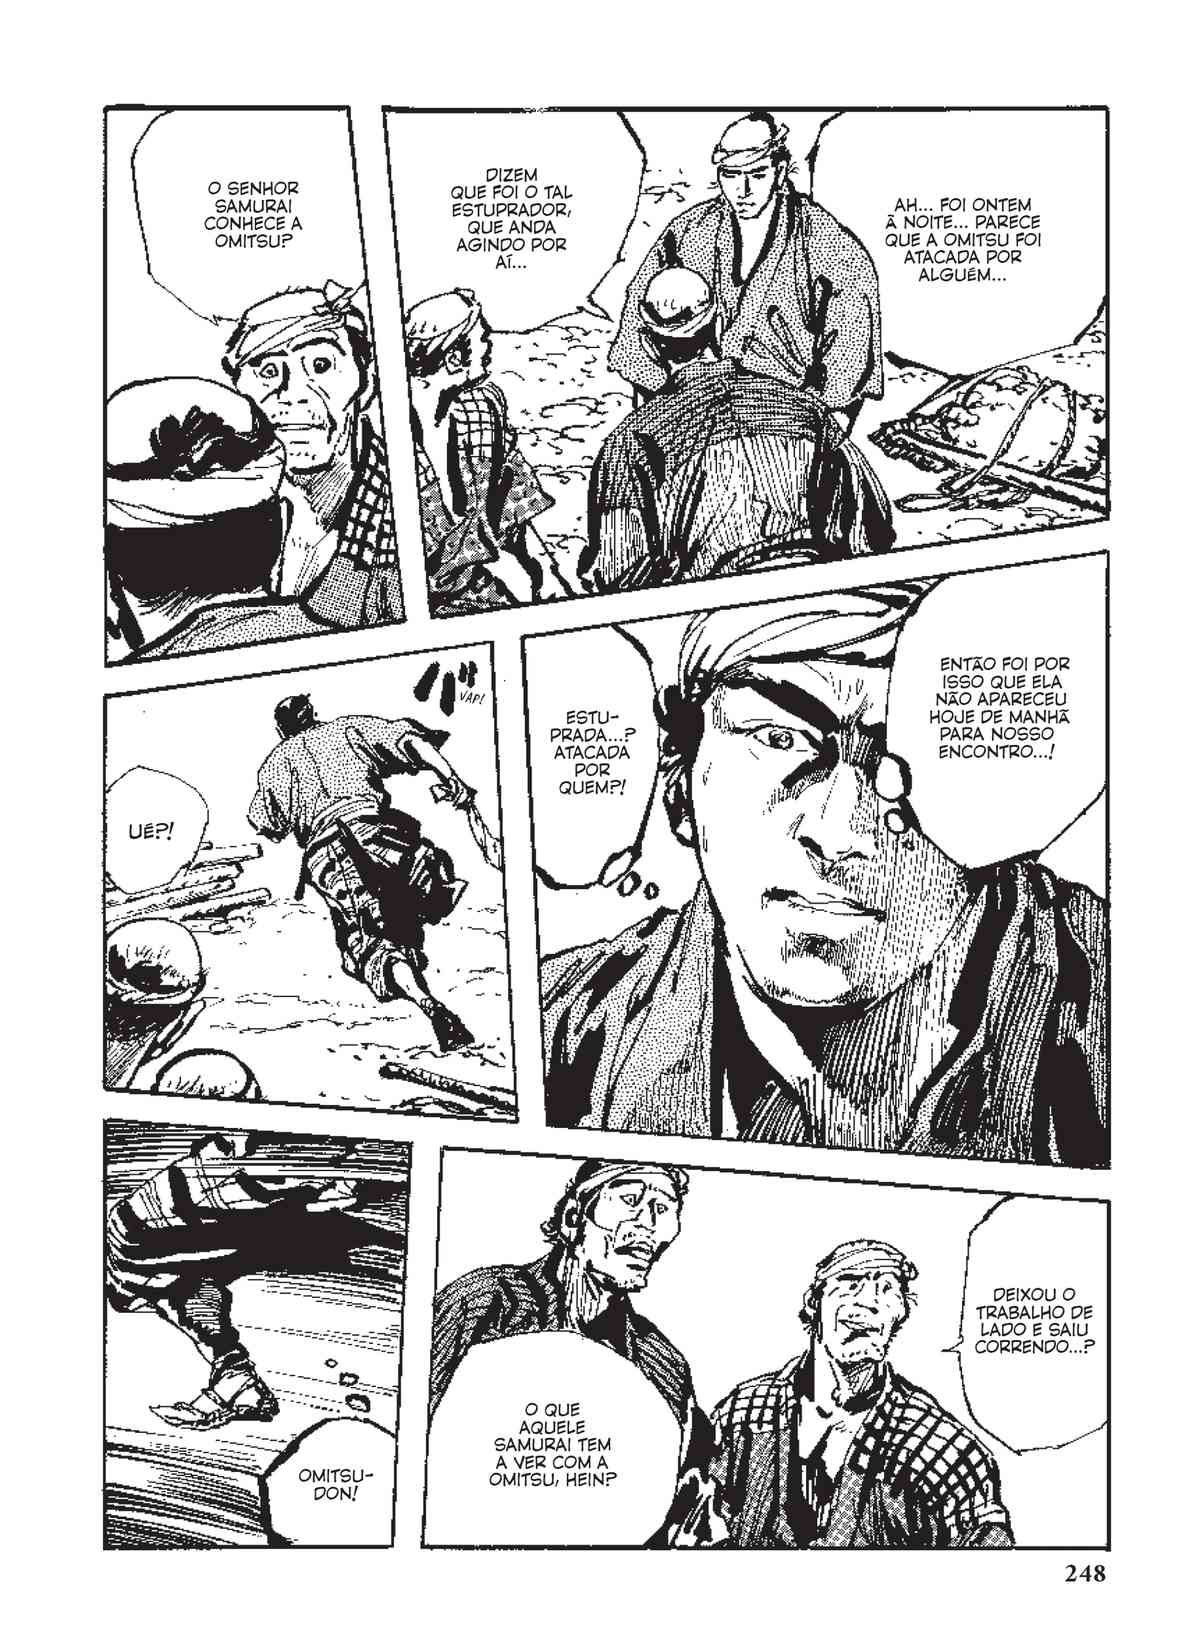 AH... FOI ONTEM
À NOITE... PARECE
QUE A OMITSU FOI
ATACADA POR
ALGUÉM...
DIZEM
QUE FOI O TAL
ESTUPRADOR,
QUE ANDA
AGINDO POR
AÍ...
O SENHOR
SAMURAI
CONHECE A
OMITSU?
ENTÃO FOI POR
ISSO QUE ELA
NÃO APARECEU
HOJE DE MANHÃ
PARA NOSSO
ENCONTRO...!
ESTU-
PRADA...?
ATACADA
POR
QUEM?!
VAP!
UÉ?!
DEIXOU O
TRABALHO DE
LADO E SAIU
CORRENDO...?
O QUE
AQUELE
SAMURAI TEM
A VER COM A
OMITSU, HEIN?
OMITSU-
DON!
248